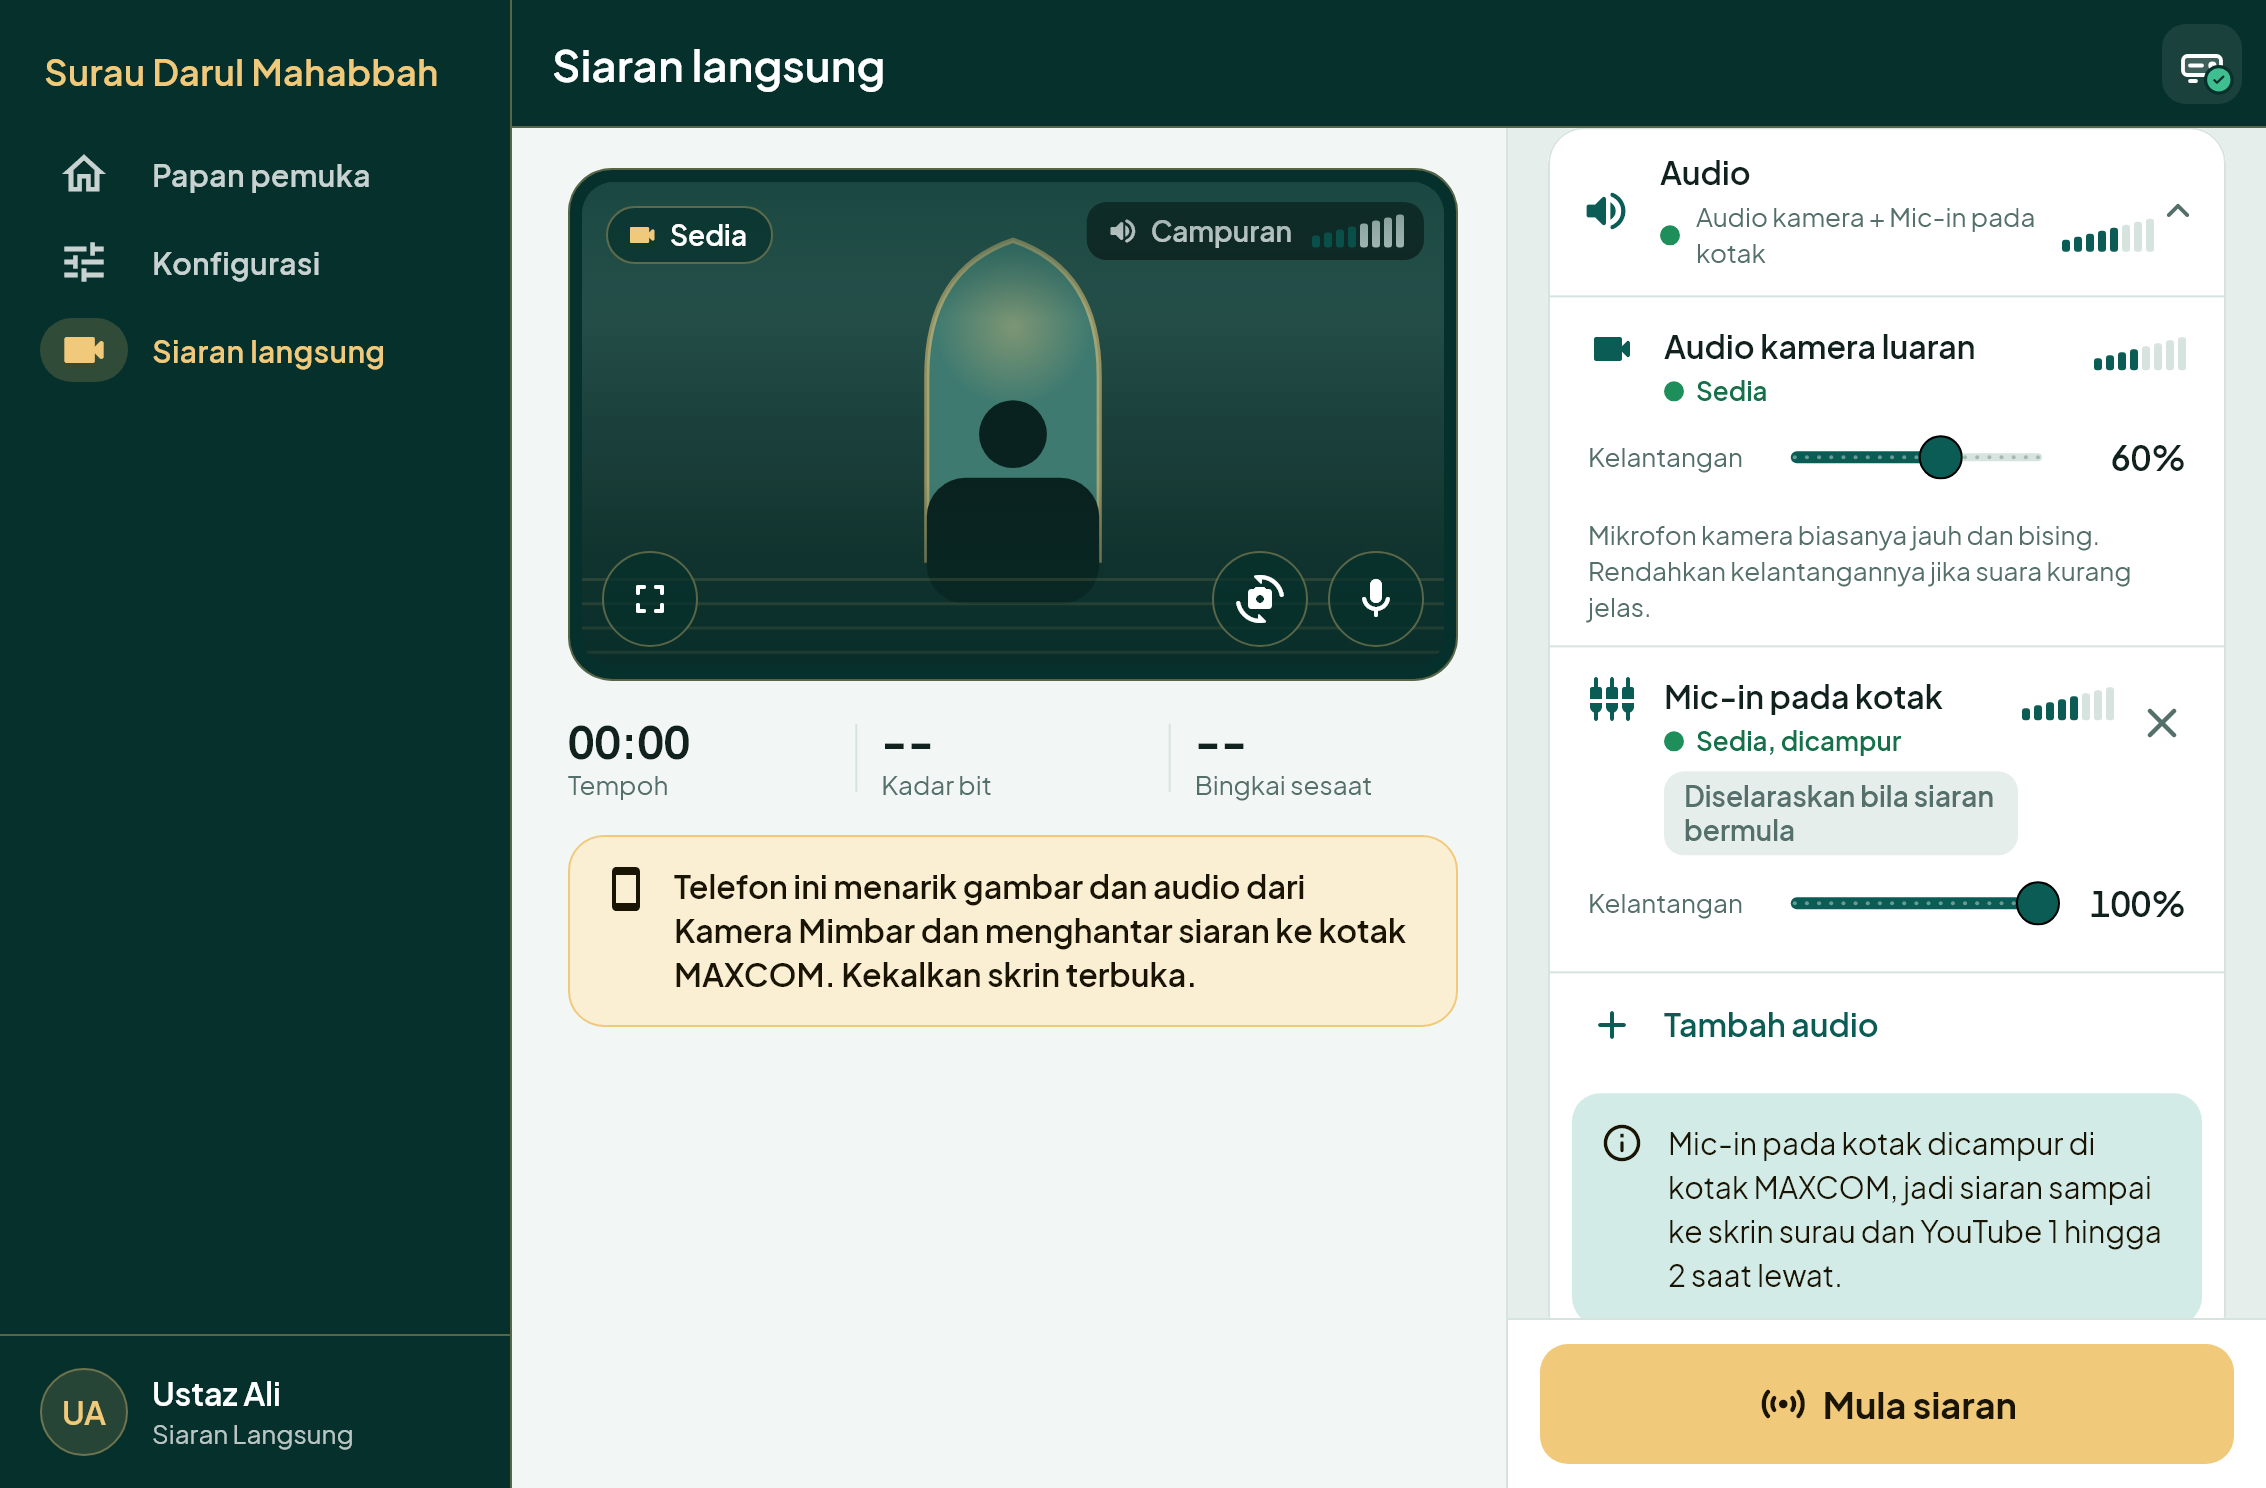 Surau Darul Mahabbah
Papan pemuka
Konfigurasi
Siaran langsung
Ustaz Ali
UA
Siaran Langsung
Siaran langsung
Sedia
Campuran
00:00
Tempoh
--
Kadar bit
--
Bingkai sesaat
Telefon ini menarik gambar dan audio dari
Kamera Mimbar dan menghantar siaran ke kotak
MAXCOM. Kekalkan skrin terbuka.
Audio
Audio kamera + Mic-in pada
kotak
Audio kamera luaran
Sedia
Kelantangan
60%
Mikrofon kamera biasanya jauh dan bising.
Rendahkan kelantangannya jika suara kurang
jelas.
Mic-in pada kotak
Sedia, dicampur
Diselaraskan bila siaran
bermula
Kelantangan
100%
Tambah audio
Mic-in pada kotak dicampur di
kotak MAXCOM, jadi siaran sampai
ke skrin surau dan YouTube 1 hingga
2 saat lewat.
Mula siaran